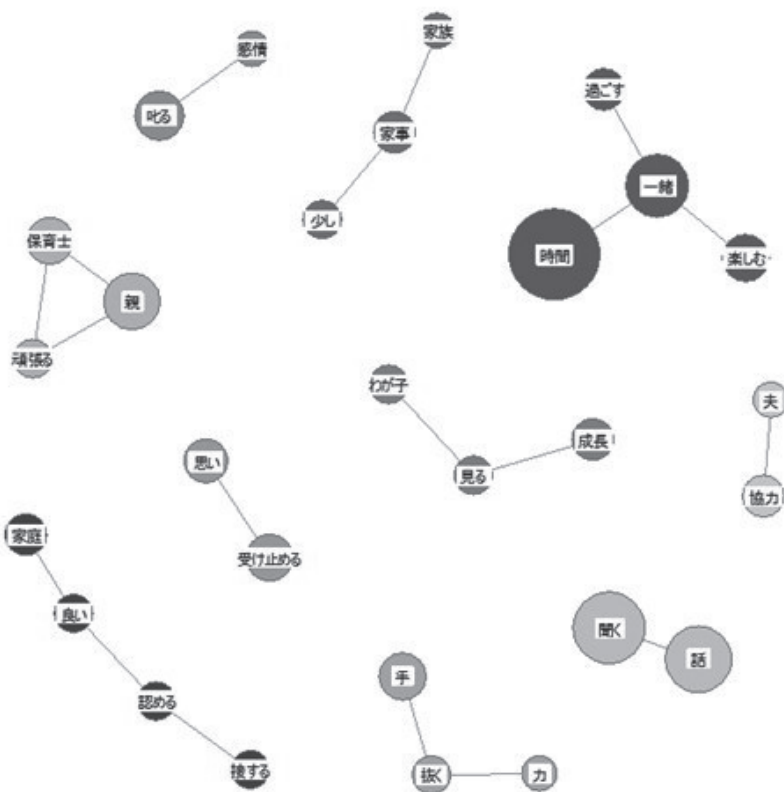 感情
家族
叱る
家事
過ごす
一緒
少し
保育士
時間
楽しむ
親
頑張る
わが子
夫
思い
成長
見る
協力
家庭
受け止める
良い
聞く
話
認める
手
接する
抜く
力